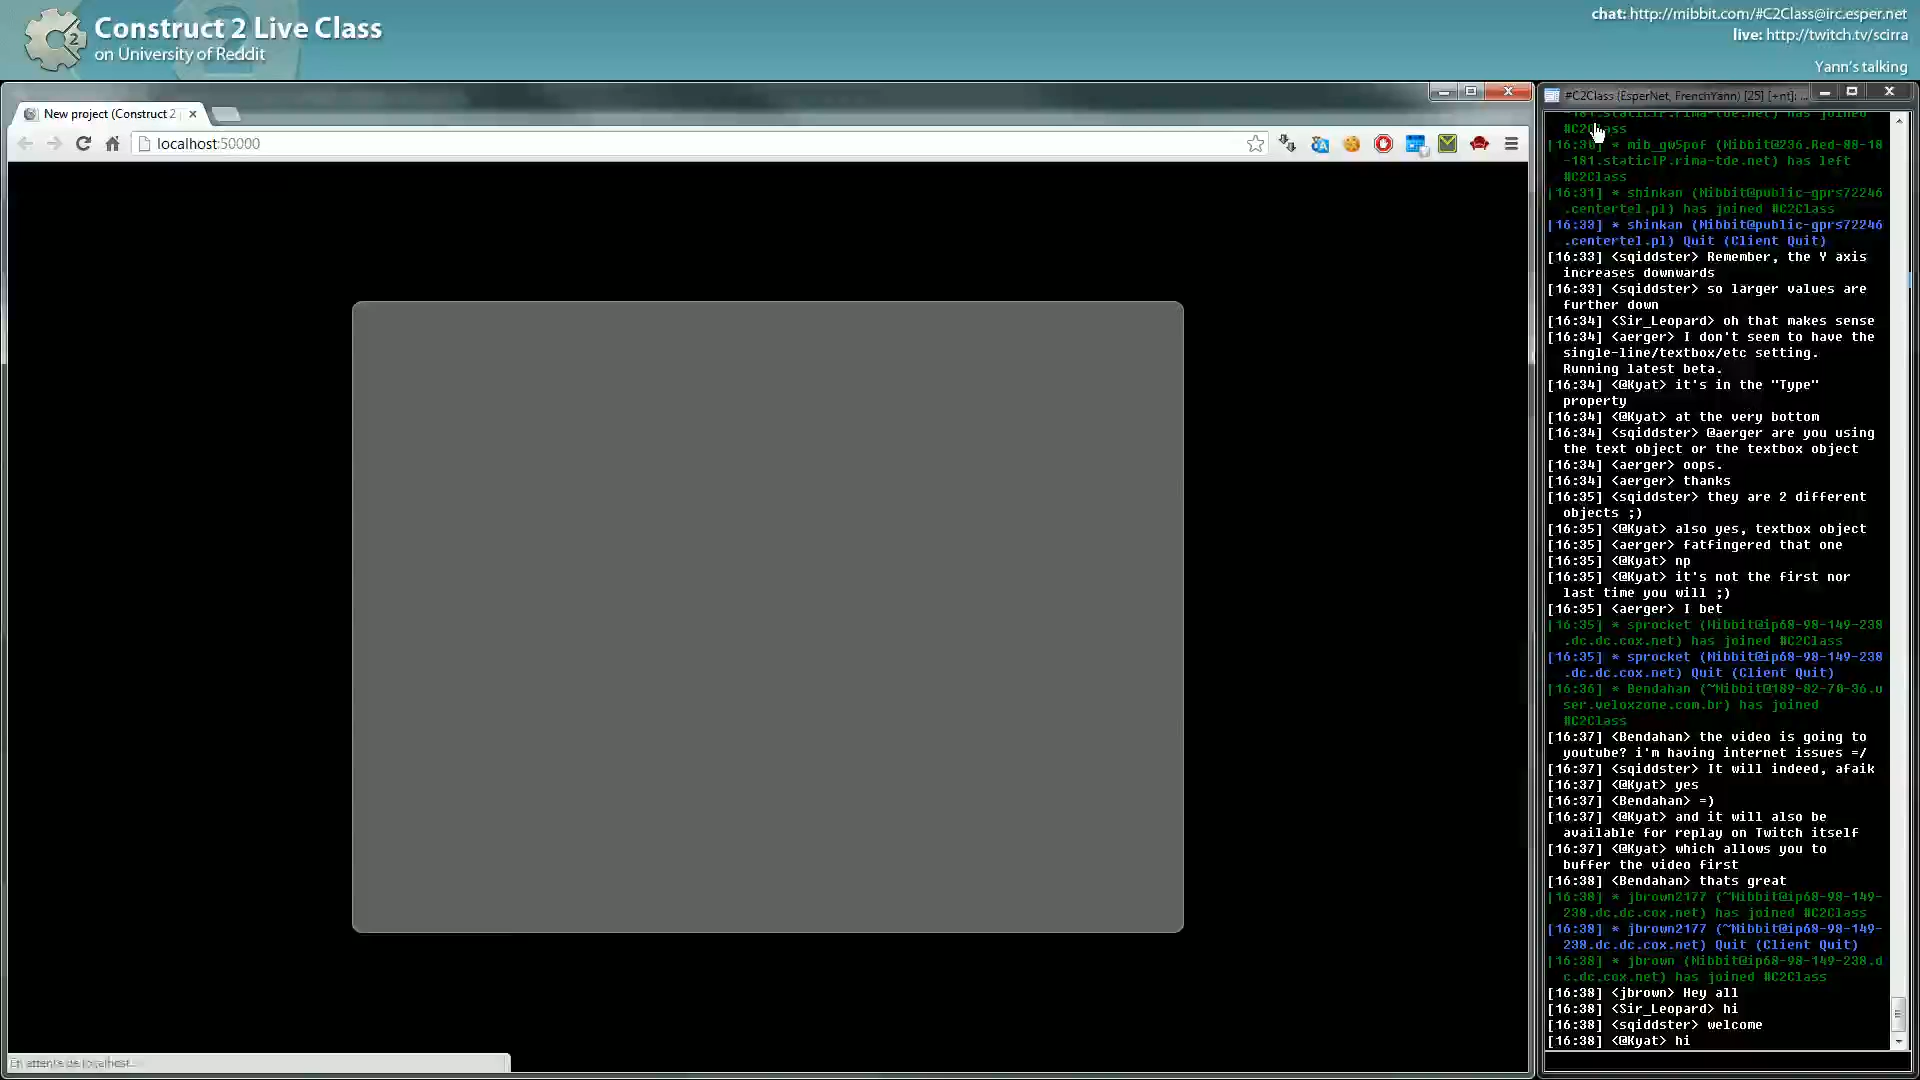 Construct 2 Live Class
on University of Reddit
chat: http://mibbit.com/#C2Class@irc.esper.net
live: http://twitch.tv/scirra
Yann's talking
New project (Construct 2
localhost:50000
#C2Class (EsperNet, FrenchYann) [25] [+nt]: ...
-181.staticIP.rima-tde.net) has joined
#C2Class
[16:30] * mib_gw5pof (Mibbit@236.Red-88-18
-181.staticIP.rima-tde.net) has left
#C2Class
[16:31] * shinkan (Mibbit@public-gprs72246
.centertel.pl) has joined #C2Class
[16:33] * shinkan (Mibbit@public-gprs72246
.centertel.pl) Quit (Client Quit)
[16:33] <sqiddster> Remember, the Y axis
increases downwards
[16:33] <sqiddster> so larger values are
further down
[16:34] <Sir_Leopard> oh that makes sense
[16:34] <aerger> I don't seem to have the
single-line/textbox/etc setting.
Running latest beta.
[16:34] <@Kyat> it's in the "Type"
property
[16:34] <@Kyat> at the very bottom
[16:34] <sqiddster> @aerger are you using
the text object or the textbox object
[16:34] <aerger> oops.
[16:34] <aerger> thanks
[16:35] <sqiddster> they are 2 different
objects ;)
[16:35] <@Kyat> also yes, textbox object
[16:35] <aerger> fatfingered that one
[16:35] <@Kyat> np
[16:35] <@Kyat> it's not the first nor
last time you will ;)
[16:35] <aerger> I bet
[16:35] * sprocket (Mibbit@ip68-98-149-238
.dc.dc.cox.net) has joined #C2Class
[16:35] * sprocket (Mibbit@ip68-98-149-238
.dc.dc.cox.net) Quit (Client Quit)
[16:36] * Bendahan (~Mibbit@189-82-70-36.u
ser.veloxzone.com.br) has joined
#C2Class
[16:37] <Bendahan> the video is going to
youtube? i'm having internet issues =/
[16:37] <sqiddster> It will indeed, afaik
[16:37] <@Kyat> yes
[16:37] <Bendahan> =)
[16:37] <@Kyat> and it will also be
available for replay on Twitch itself
[16:37] <@Kyat> which allows you to
buffer the video first
[16:38] <Bendahan> thats great
[16:38] * jbrown2177 (~Mibbit@ip68-98-149-
238.dc.dc.cox.net) has joined #C2Class
[16:38] * jbrown2177 (~Mibbit@ip68-98-149-
238.dc.dc.cox.net) Quit (Client Quit)
[16:38] * jbrown (Mibbit@ip68-98-149-238.d
c.dc.cox.net) has joined #C2Class
[16:38] <jbrown> Hey all
[16:38] <Sir_Leopard> hi
[16:38] <sqiddster> welcome
[16:38] <@Kyat> hi
En attente de localhost...